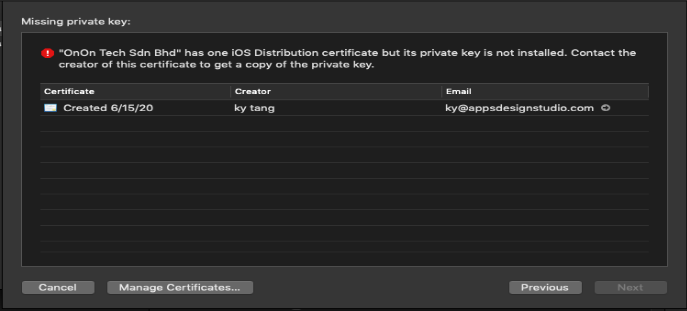 Missing private key:
"OnOn Tech Sdn Bhd" has one iOS Distribution certificate but its private key is not installed. Contact the
creator of this certificate to get a copy of the private key.
Certificate Creator Email
Created 6/15/20 ky tang ky@appsdesignstudio.com
Cancel Manage Certificates... Previous Next